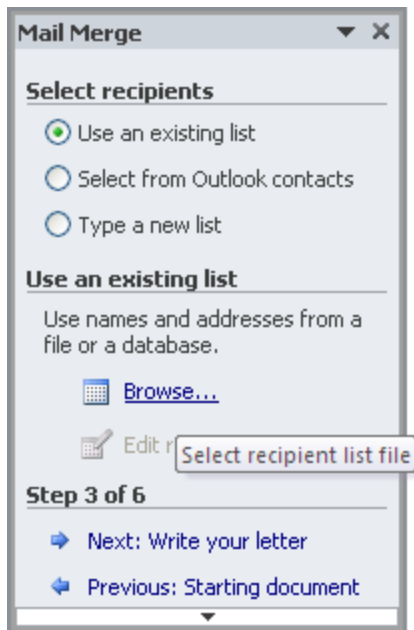 Mail Merge
Select recipients
Use an existing list
Select from Outlook contacts
Type a new list
Use an existing list
Use names and addresses from a
file or a database.
Browse...
Edit
Select recipient list file
Step 3 of 6
Next: Write your letter
Previous: Starting document